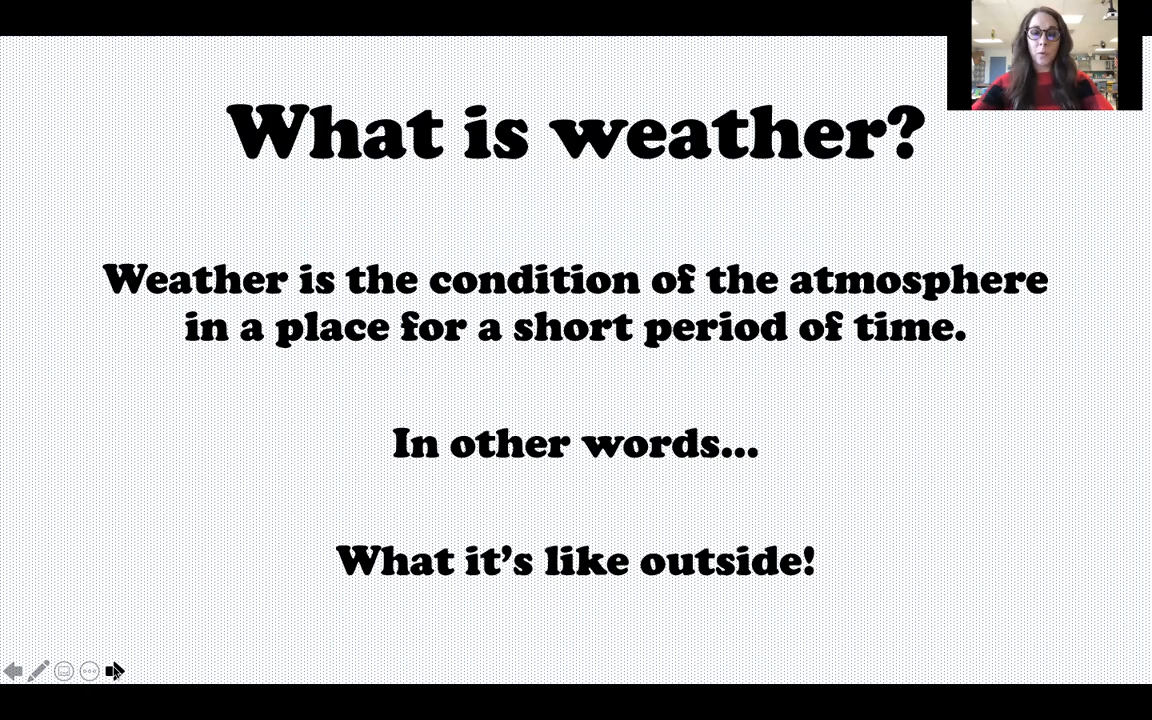 What is weather?
Weather is the condition of the atmosphere
in a place for a short period of time.
In other words...
What it’s like outside!